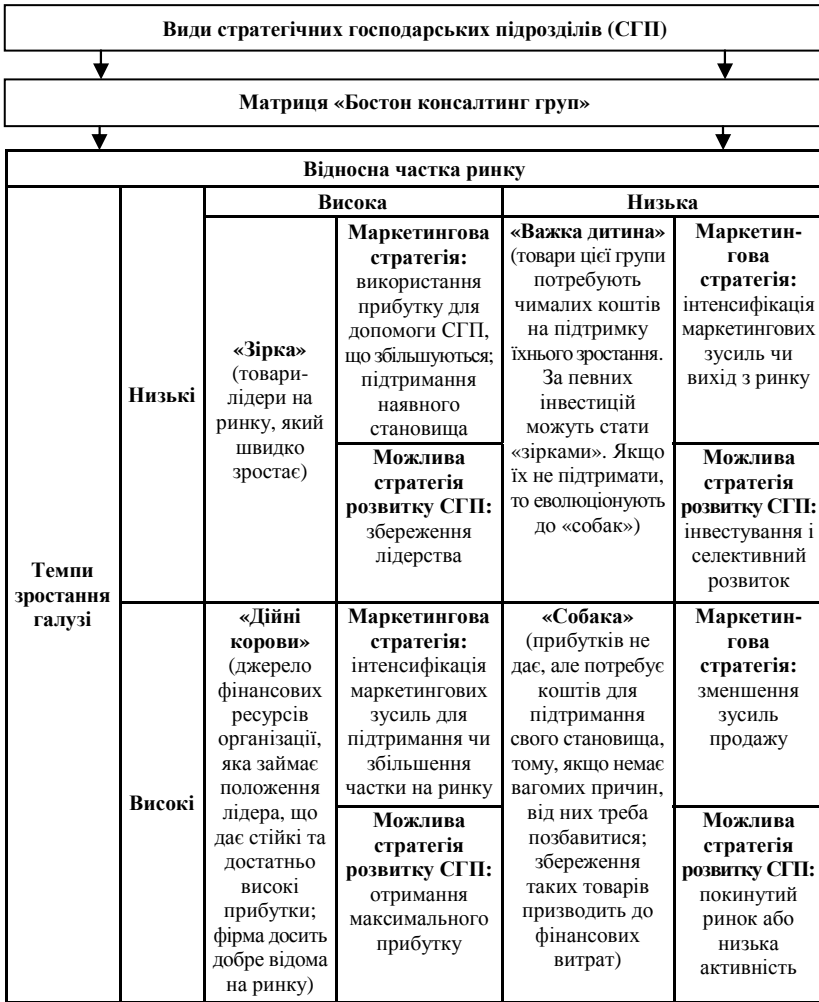 Види стратегічних господарських підрозділів (СГП)
Матриця «Бостон консалтинг груп»
Відносна частка ринку
Висока
Низька
Темпи
зростання
галузі
Низькі
«Зірка»
(товари-
лідери на
ринку, який
швидко
зростає)
Маркетингова
стратегія:
використання
прибутку для
допомоги СГП,
що збільшуються;
підтримання
наявного
становища
Можлива
стратегія
розвитку СГП:
збереження
лідерства
«Важка дитина»
(товари цієї групи
потребують
чималих коштів
на підтримку
їхнього зростання.
За певних
інвестицій
можуть стати
«зірками». Якщо
їх не підтримати,
то еволюціонують
до «собак»)
Маркетин-
гова
стратегія:
інтенсифікація
маркетингових
зусиль чи
вихід з ринку
Можлива
стратегія
розвитку СГП:
інвестування і
селективний
розвиток
Високі
«Дійні
корови»
(джерело
фінансових
ресурсів
організації,
яка займає
положення
лідера, що
дає стійкі та
достатньо
високі
прибутки;
фірма досить
добре відома
на ринку)
Маркетингова
стратегія:
інтенсифікація
маркетингових
зусиль для
підтримання чи
збільшення
частки на ринку
Можлива
стратегія
розвитку СГП:
отримання
максимального
прибутку
«Собака»
(прибутків не
дає, але потребує
коштів для
підтримання
свого становища,
тому, якщо немає
вагомих причин,
від них треба
позбавитися;
збереження
таких товарів
призводить до
фінансових
витрат)
Маркетин-
гова
стратегія:
зменшення
зусиль
продажу
Можлива
стратегія
розвитку СГП:
покинутий
ринок або
низька
активність